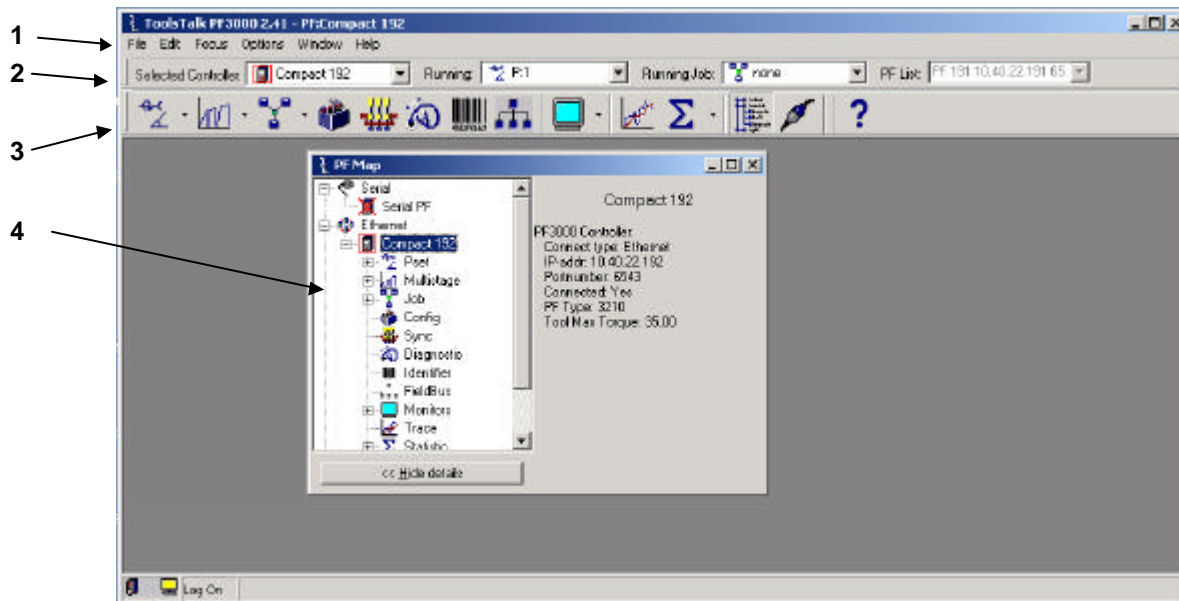 ToolsTalk PF3000 2.41 - PF:Compact 192
1
File Edit Focus Options Window Help
2
Selected Controller: Compact 192 Running: P:1 Running Job: none PF List: PF 191 10.40.22.191 65
3
PF Map
Serial
Serial PF
Ethernet
Compact 192
Pset
Multistage
Job
Config
Sync
Diagnostic
Identifier
FieldBus
Monitors
Trace
Statistic
<< Hide details
Compact 192
PF3000 Controller:
Connect type: Ethernet
IP-addr: 10.40.22.192
Portnumber: 6543
Connected: Yes
PF Type: 3210
Tool Max Torque: 35.00
4
Log On